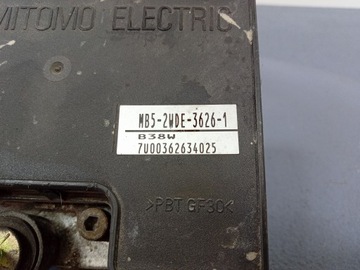 MITOMO ELECTRIC
MB5-2WDE-3626-1
B38W
7U00362634025
>PBT GF30<